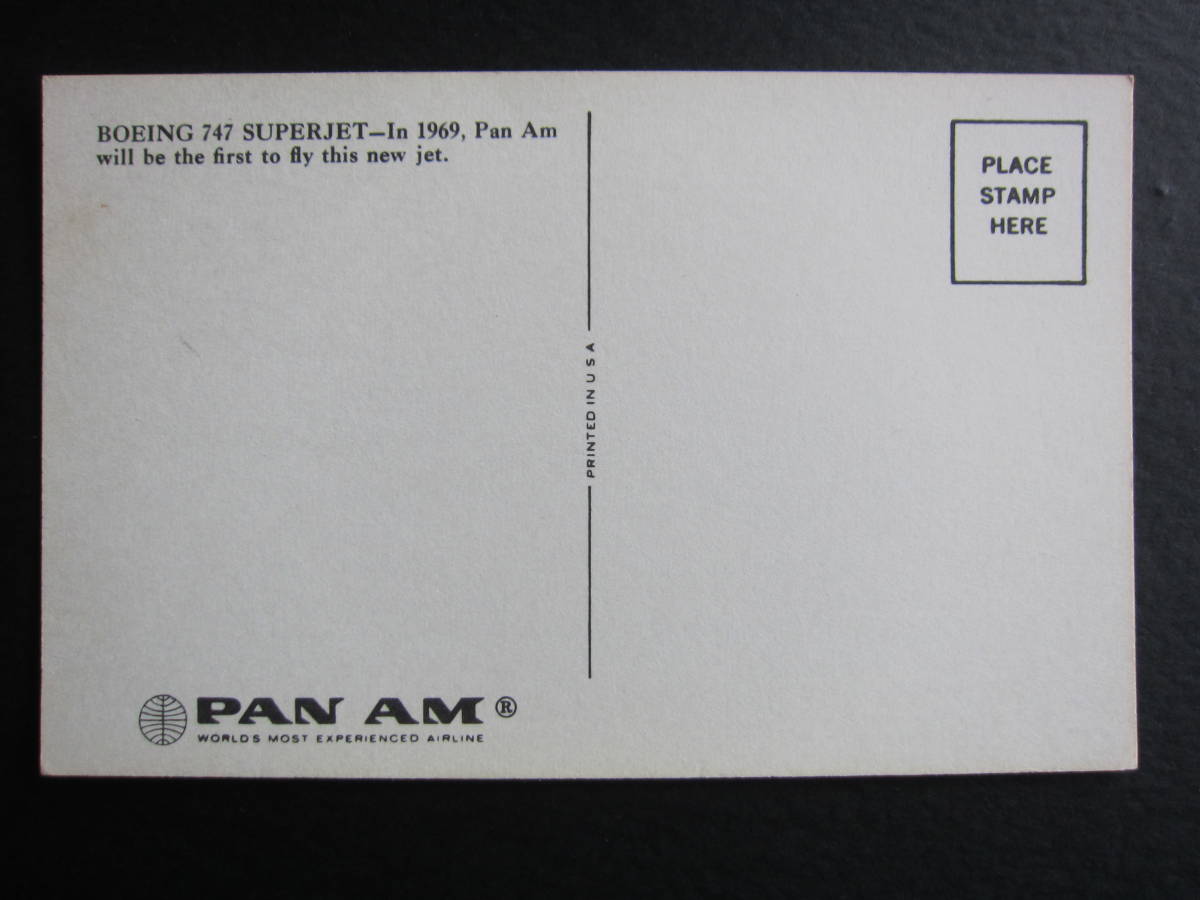 BOEING 747 SUPERJET—In 1969, Pan Am
will be the first to fly this new jet.
PLACE
STAMP
HERE
PRINTED IN U S A
PAN AM®
WORLD'S MOST EXPERIENCED AIRLINE